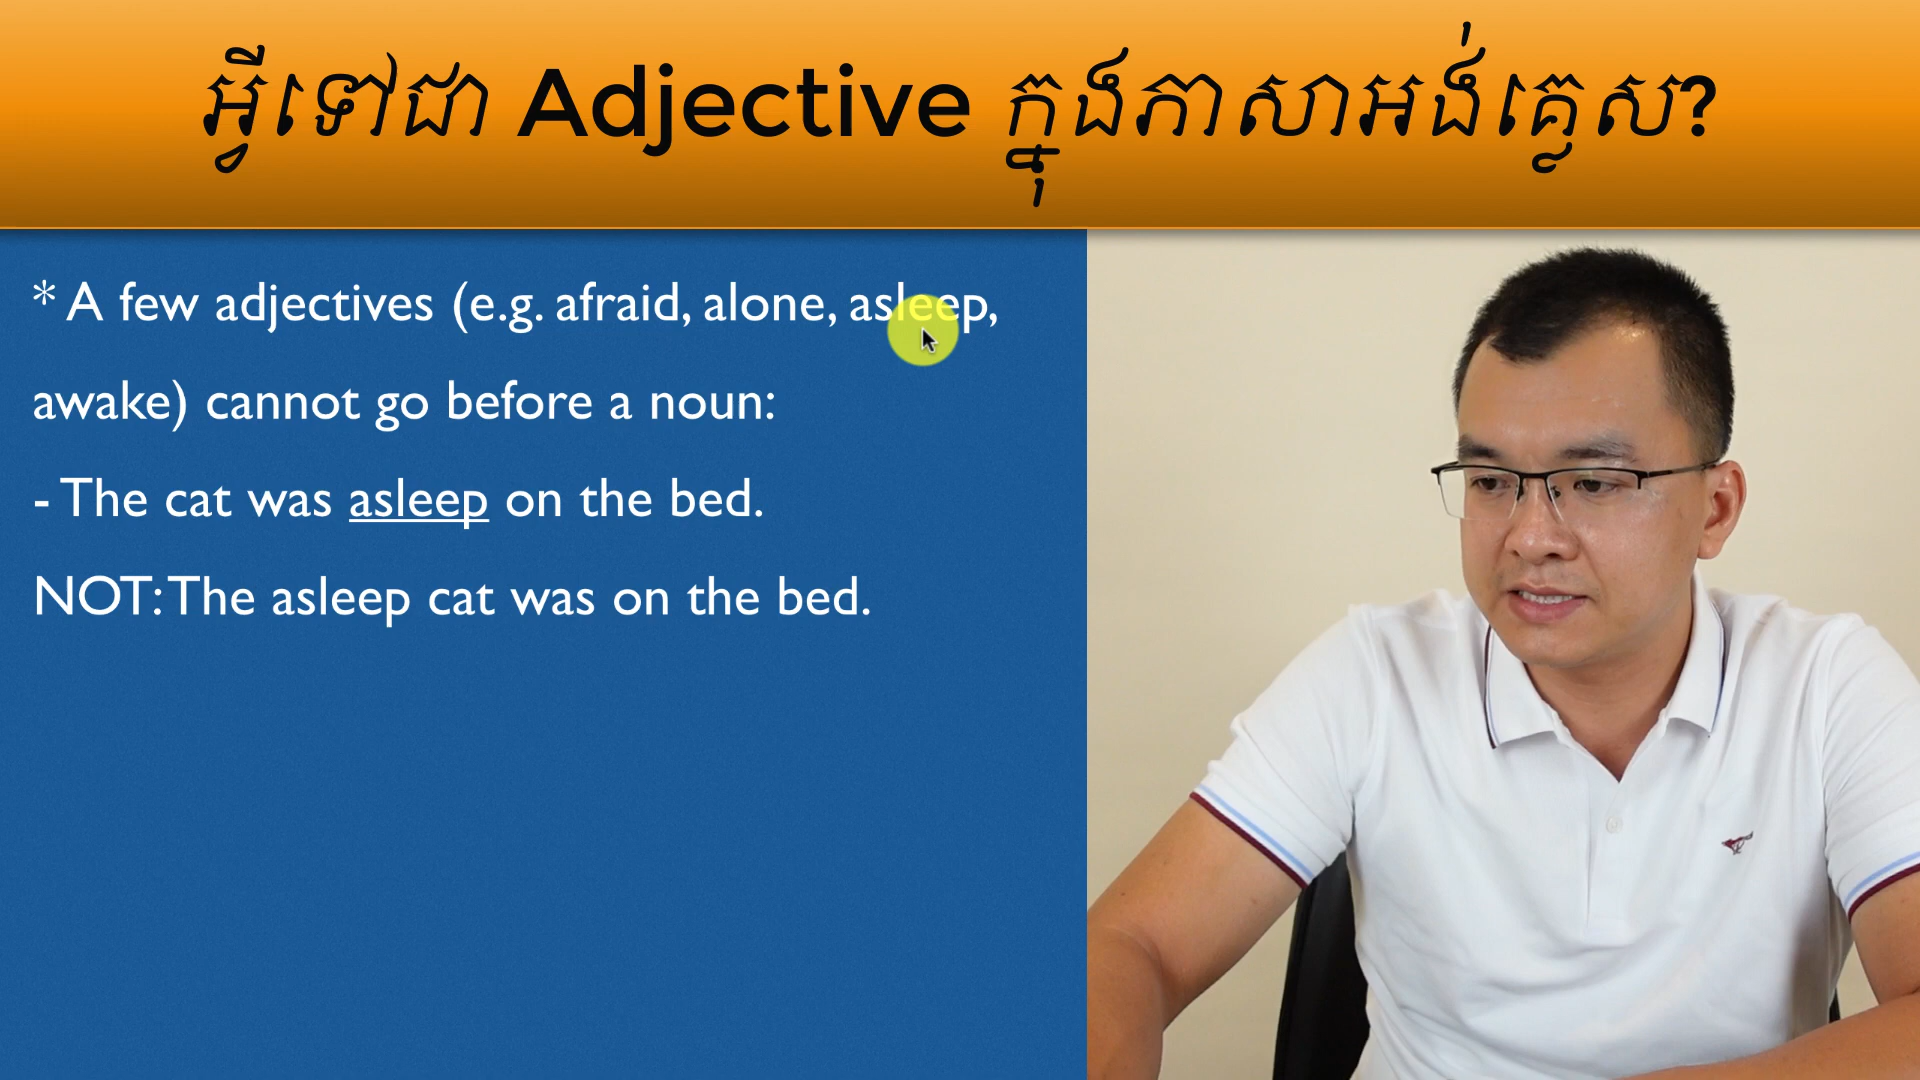 អ្វីទៅជា Adjective ក្នុងភាសាអង់គ្លេស?
* A few adjectives (e.g. afraid, alone, asleep,
awake) cannot go before a noun:
- The cat was asleep on the bed.
NOT: The asleep cat was on the bed.